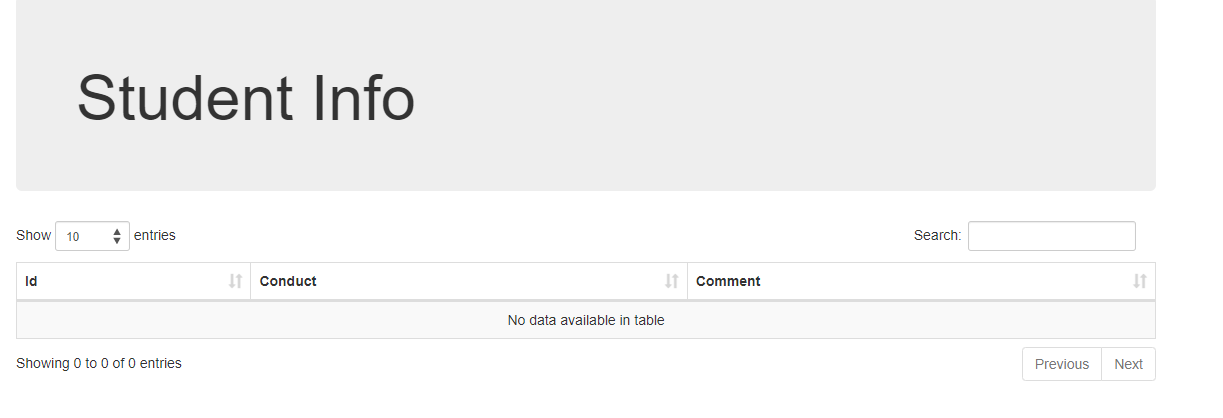 Student Info
Show 10 entries Search:
Id Conduct Comment
No data available in table
Showing 0 to 0 of 0 entries Previous Next